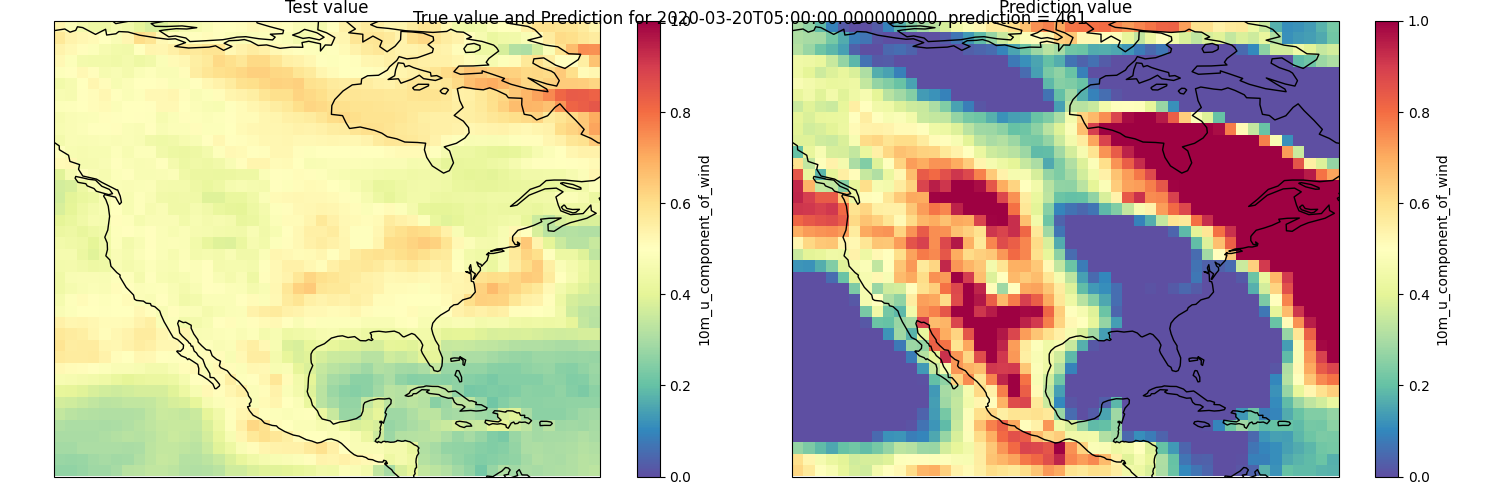 Test value
True value and Prediction for 2020-03-20T05:00:00.000000000, prediction = 461
Prediction value
1.0
0.8
0.6
0.4
0.2
0.0
10m_u_component_of_wind
1.0
0.8
0.6
0.4
0.2
0.0
10m_u_component_of_wind